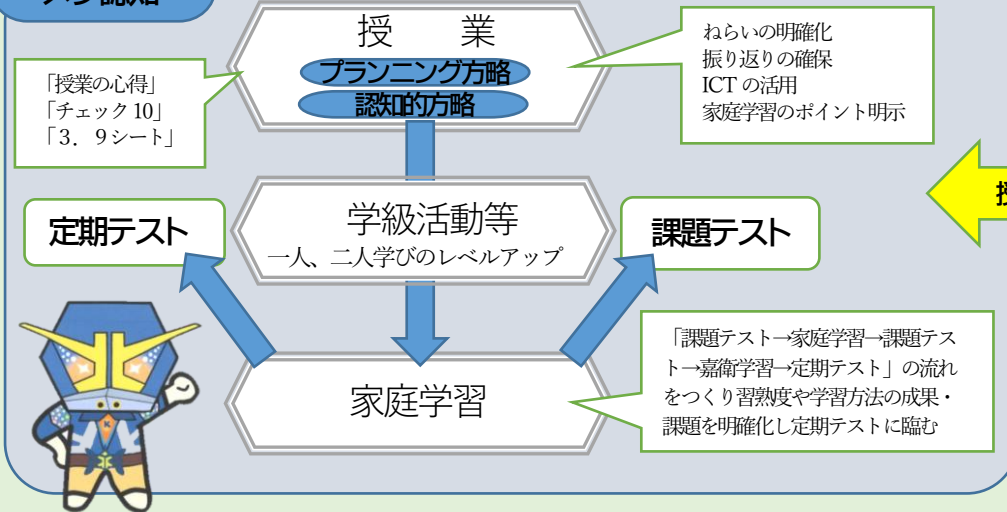 授　業
プランニング方略
認知的方略
「授業の心得」
「チェック10」
「3．9シート」
ねらいの明確化
振り返りの確保
ICTの活用
家庭学習のポイント明示
学級活動等
一人、二人学びのレベルアップ
定期テスト
課題テスト
家庭学習
「課題テスト→家庭学習→課題テス
ト→嘉衛学習→定期テスト」の流れ
をつくり習熟度や学習方法の成果・
課題を明確化し定期テストに臨む
K